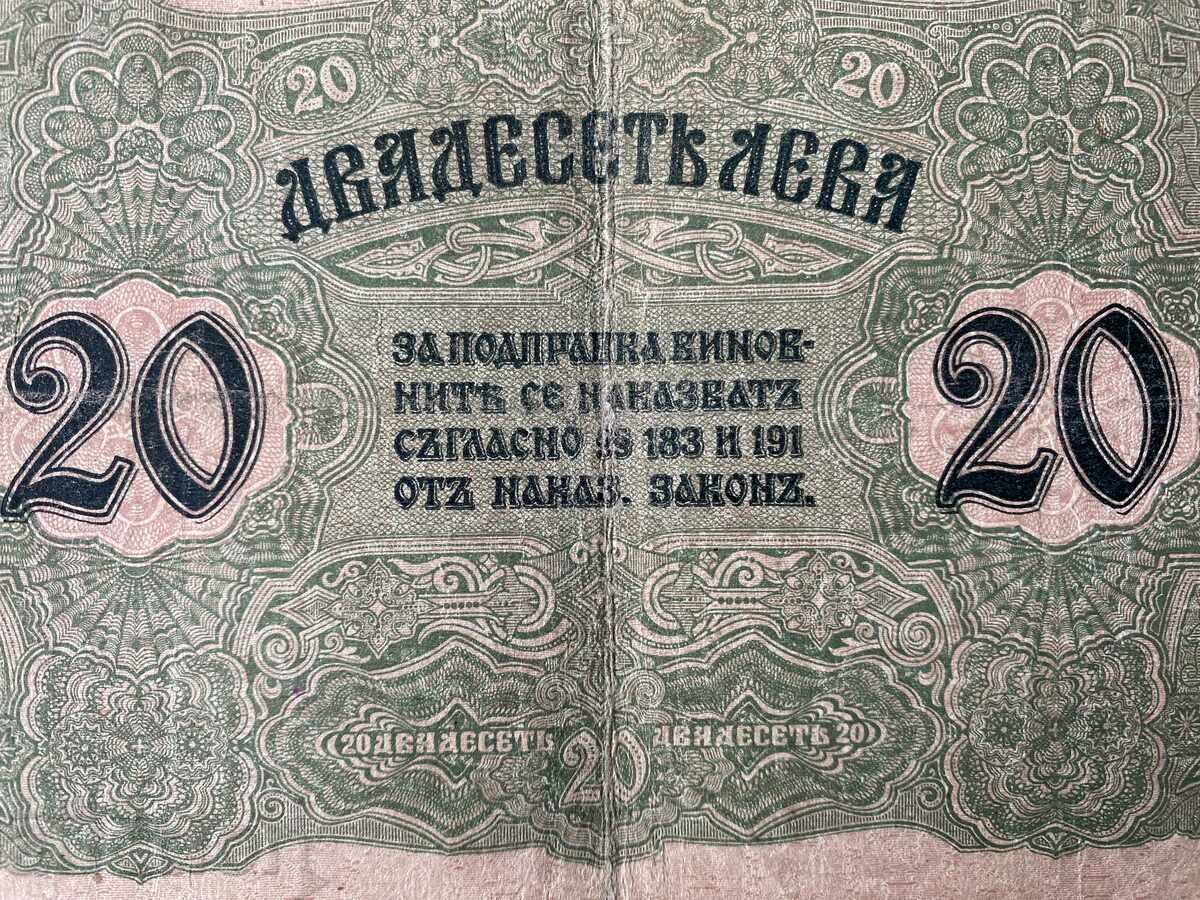 20 20
ДВАДЕСЕТЬ ЛЕВА
20 20
ЗА ПОДПРАВКА ВИНОВ-
НИТѢ СЕ НАКАЗВАТЪ
СЪГЛАСНО §§ 183 И 191
ОТЪ НАКАЗ. ЗАКОНЪ.
20 ДВАДЕСЕТЬ 20 ДВАДЕСЕТЬ 20